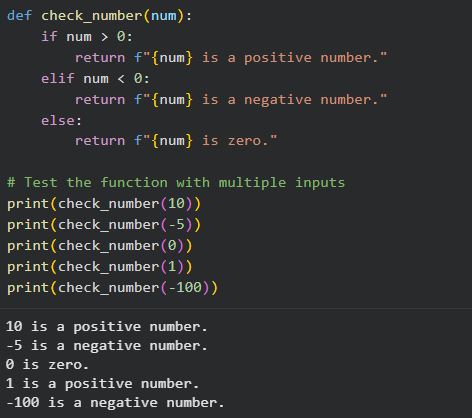 def check_number(num):
    if num > 0:
        return f"{num} is a positive number."
    elif num < 0:
        return f"{num} is a negative number."
    else:
        return f"{num} is zero."

# Test the function with multiple inputs
print(check_number(10))
print(check_number(-5))
print(check_number(0))
print(check_number(1))
print(check_number(-100))
10 is a positive number.
-5 is a negative number.
0 is zero.
1 is a positive number.
-100 is a negative number.